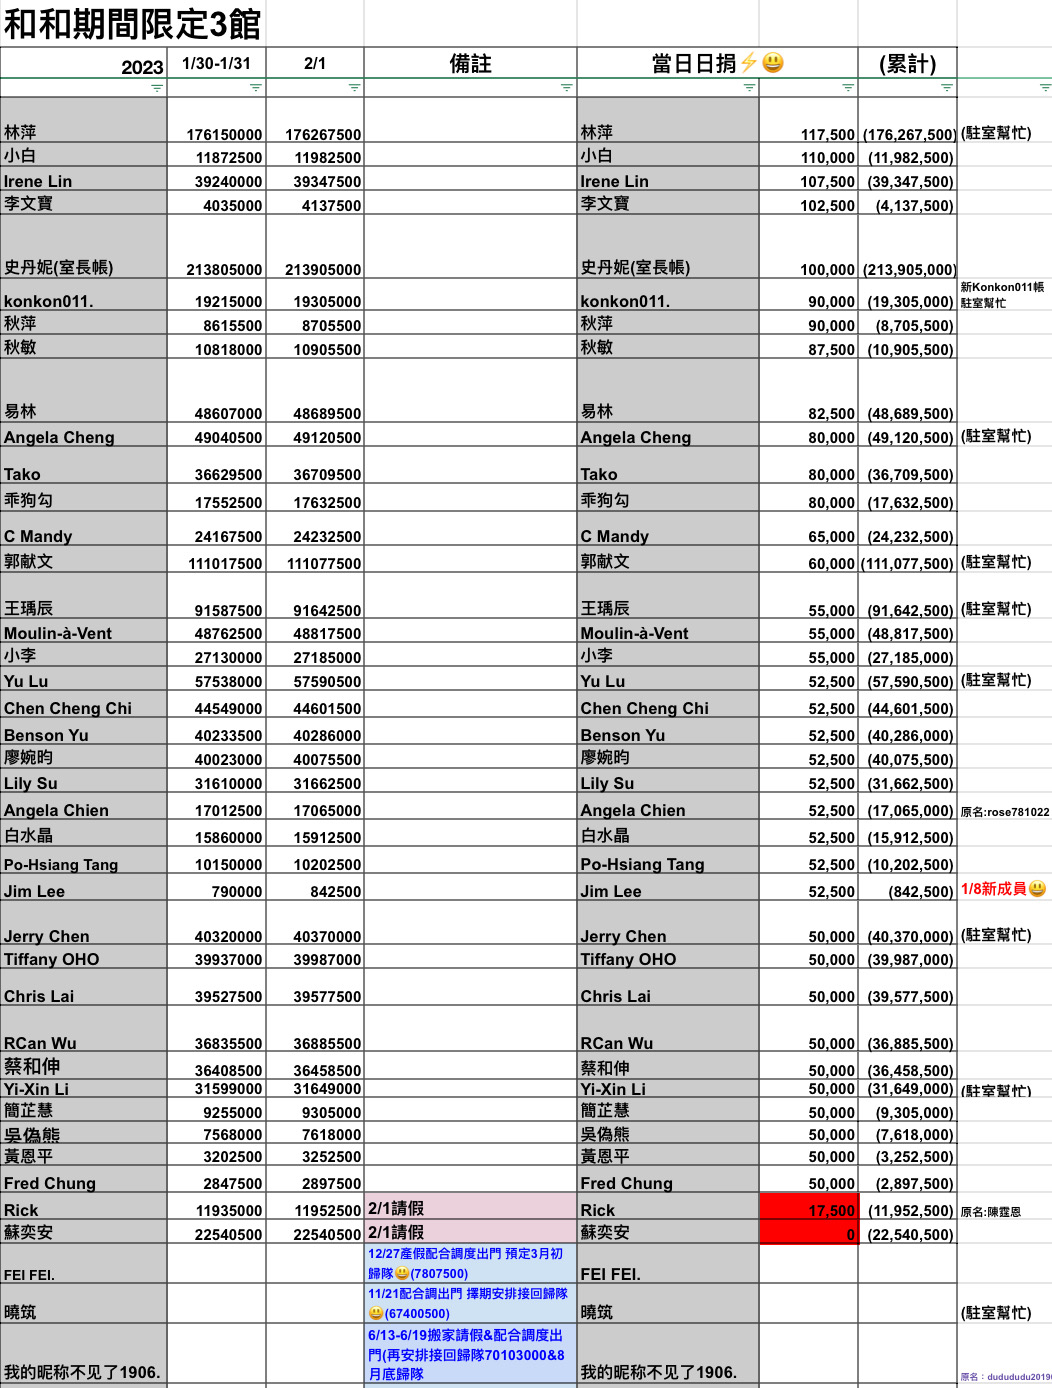 和和期間限定3館
2023 1/30-1/31 2/1 備註 當日日捐⚡😃 (累計)
林萍 176150000 176267500 林萍 117,500 (176,267,500) (駐室幫忙)
小白 11872500 11982500 小白 110,000 (11,982,500)
Irene Lin 39240000 39347500 Irene Lin 107,500 (39,347,500)
李文寶 4035000 4137500 李文寶 102,500 (4,137,500)
史丹妮(室長帳) 213805000 213905000 史丹妮(室長帳) 100,000 (213,905,000)
新Konkon011帳
konkon011. 19215000 19305000 konkon011. 90,000 (19,305,000) 駐室幫忙
秋萍 8615500 8705500 秋萍 90,000 (8,705,500)
秋敏 10818000 10905500 秋敏 87,500 (10,905,500)
易林 48607000 48689500 易林 82,500 (48,689,500)
Angela Cheng 49040500 49120500 Angela Cheng 80,000 (49,120,500) (駐室幫忙)
Tako 36629500 36709500 Tako 80,000 (36,709,500)
乖狗勾 17552500 17632500 乖狗勾 80,000 (17,632,500)
C Mandy 24167500 24232500 C Mandy 65,000 (24,232,500)
郭献文 111017500 111077500 郭献文 60,000 (111,077,500) (駐室幫忙)
王瑀辰 91587500 91642500 王瑀辰 55,000 (91,642,500) (駐室幫忙)
Moulin-à-Vent 48762500 48817500 Moulin-à-Vent 55,000 (48,817,500)
小李 27130000 27185000 小李 55,000 (27,185,000)
Yu Lu 57538000 57590500 Yu Lu 52,500 (57,590,500) (駐室幫忙)
Chen Cheng Chi 44549000 44601500 Chen Cheng Chi 52,500 (44,601,500)
Benson Yu 40233500 40286000 Benson Yu 52,500 (40,286,000)
廖婉昀 40023000 40075500 廖婉昀 52,500 (40,075,500)
Lily Su 31610000 31662500 Lily Su 52,500 (31,662,500)
Angela Chien 17012500 17065000 Angela Chien 52,500 (17,065,000) 原名:rose781022
白水晶 15860000 15912500 白水晶 52,500 (15,912,500)
Po-Hsiang Tang 10150000 10202500 Po-Hsiang Tang 52,500 (10,202,500)
Jim Lee 790000 842500 Jim Lee 52,500 (842,500) 1/8新成員😃
Jerry Chen 40320000 40370000 Jerry Chen 50,000 (40,370,000) (駐室幫忙)
Tiffany OHO 39937000 39987000 Tiffany OHO 50,000 (39,987,000)
Chris Lai 39527500 39577500 Chris Lai 50,000 (39,577,500)
RCan Wu 36835500 36885500 RCan Wu 50,000 (36,885,500)
蔡和伸 36408500 36458500 蔡和伸 50,000 (36,458,500)
Yi-Xin Li 31599000 31649000 Yi-Xin Li 50,000 (31,649,000) (駐室幫忙)
簡芷慧 9255000 9305000 簡芷慧 50,000 (9,305,000)
吳偽熊 7568000 7618000 吳偽熊 50,000 (7,618,000)
黃恩平 3202500 3252500 黃恩平 50,000 (3,252,500)
Fred Chung 2847500 2897500 Fred Chung 50,000 (2,897,500)
Rick 11935000 11952500 2/1請假 Rick 17,500 (11,952,500) 原名:陳霆恩
蘇奕安 22540500 22540500 2/1請假 蘇奕安 0 (22,540,500)
12/27產假配合調度出門 預定3月初
FEI FEI. 歸隊😃(7807500) FEI FEI.
11/21配合調出門 擇期安排接回歸隊
曉筑 😃(67400500) 曉筑 (駐室幫忙)
6/13-6/19搬家請假&配合調度出
門(再安排接回歸隊70103000&8
我的昵称不见了1906. 月底歸隊 我的昵称不见了1906. 原名：dudududu2019